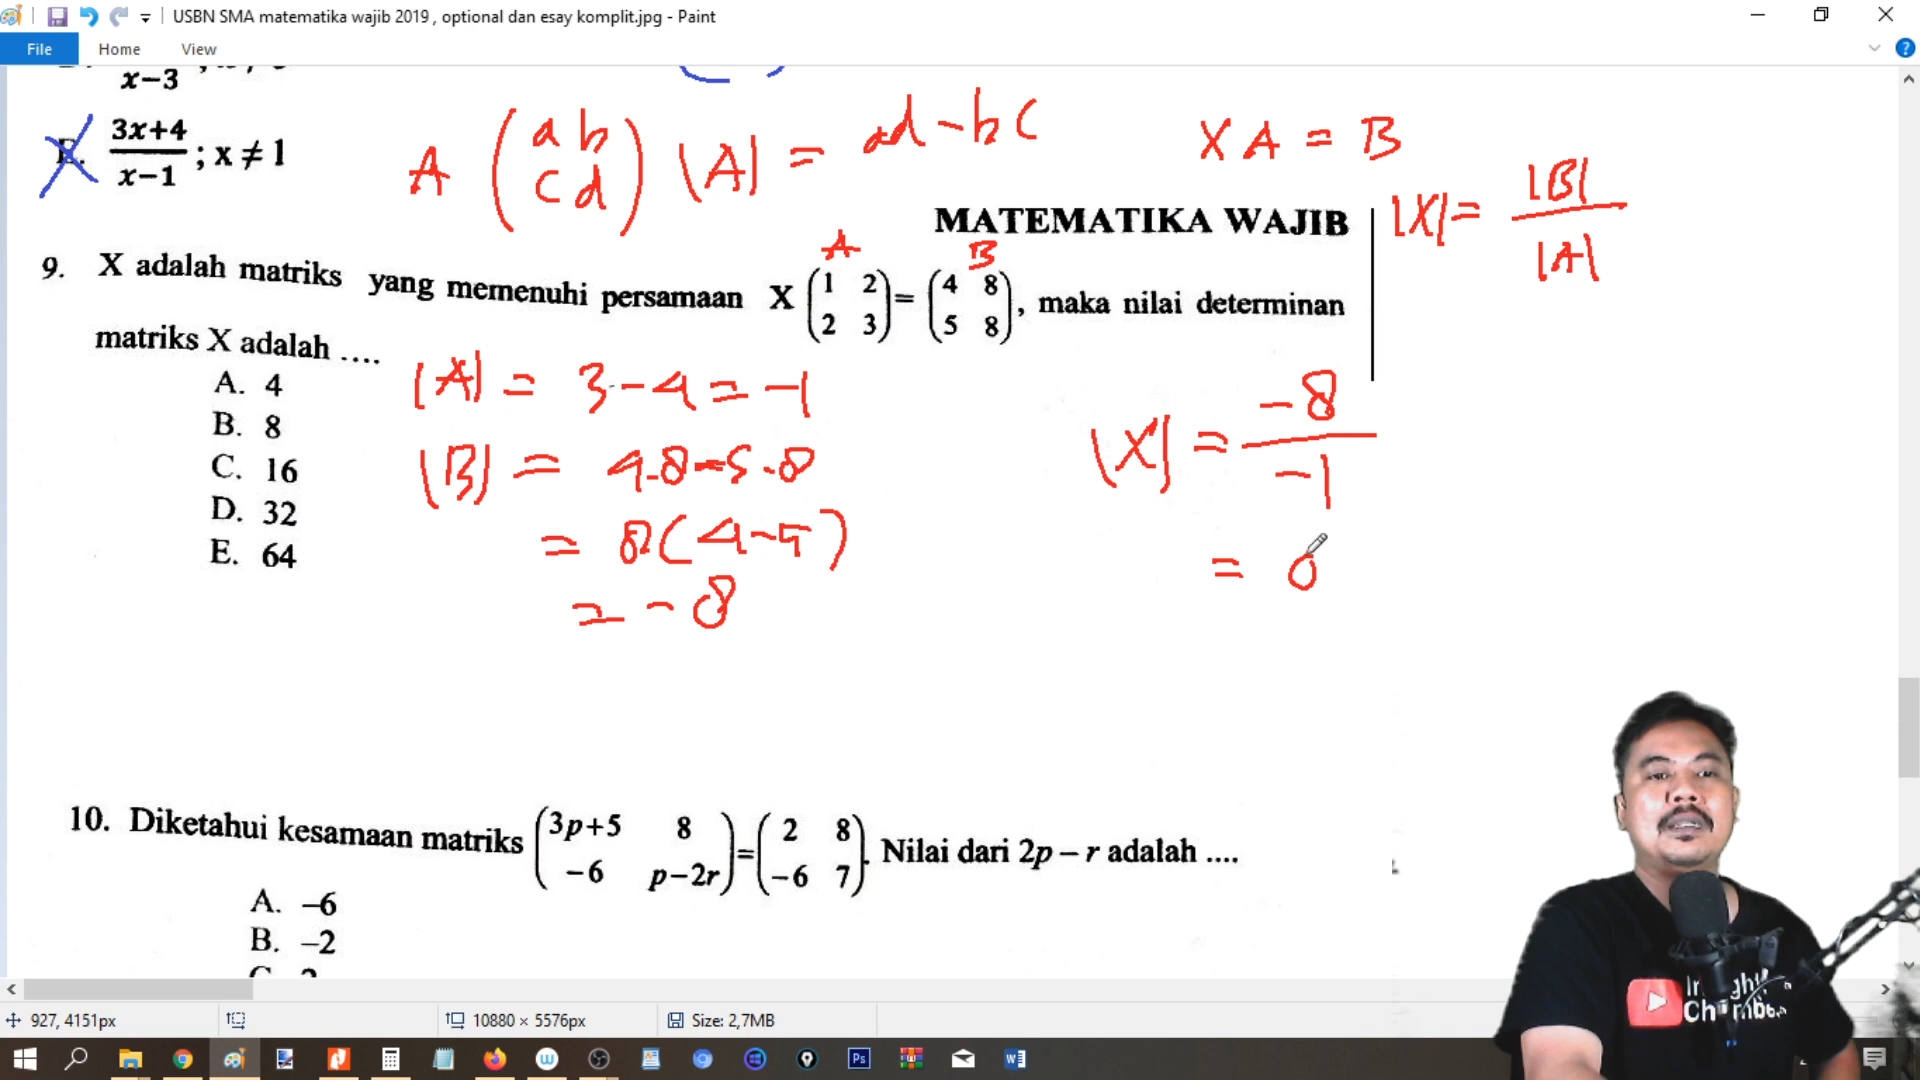 USBN SMA matematika wajib 2019 , optional dan esay komplit.jpg - Paint
File Home View
x−3
E. 3x+4
x−1 ; x ≠ 1
A ( a b
c d ) |A| = ad − bc
X A = B
|X| = |B|
|A|
MATEMATIKA WAJIB
A B
9. X adalah matriks yang memenuhi persamaan X (1 2
2 3) = (4 8
5 8), maka nilai determinan
matriks X adalah ....
A. 4
B. 8
C. 16
D. 32
E. 64
|A| = 3 - 4 = -1
|B| = 4.8 - 5.8
= 8(4-5)
= -8
|X| = -8
-1
=
10. Diketahui kesamaan matriks (3p+5 8
−6 p−2r) = (2 8
−6 7). Nilai dari 2p – r adalah ....
A. –6
B. –2
927, 4151px
10880 × 5576px
Size: 2,7MB